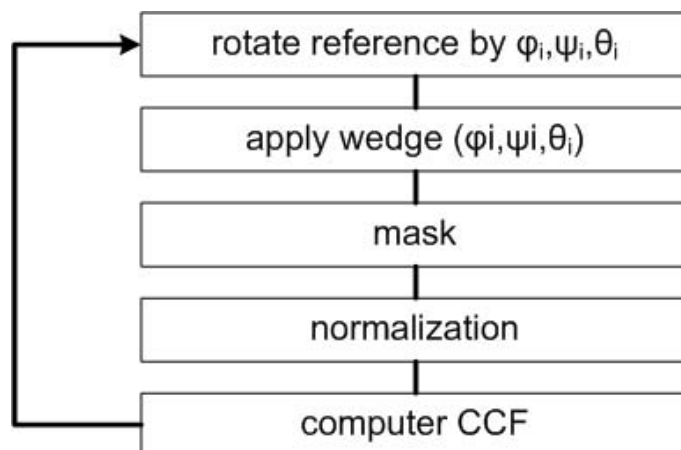 rotate reference by φᵢ,ψᵢ,θᵢ
apply wedge (φi,ψi,θᵢ)
mask
normalization
computer CCF